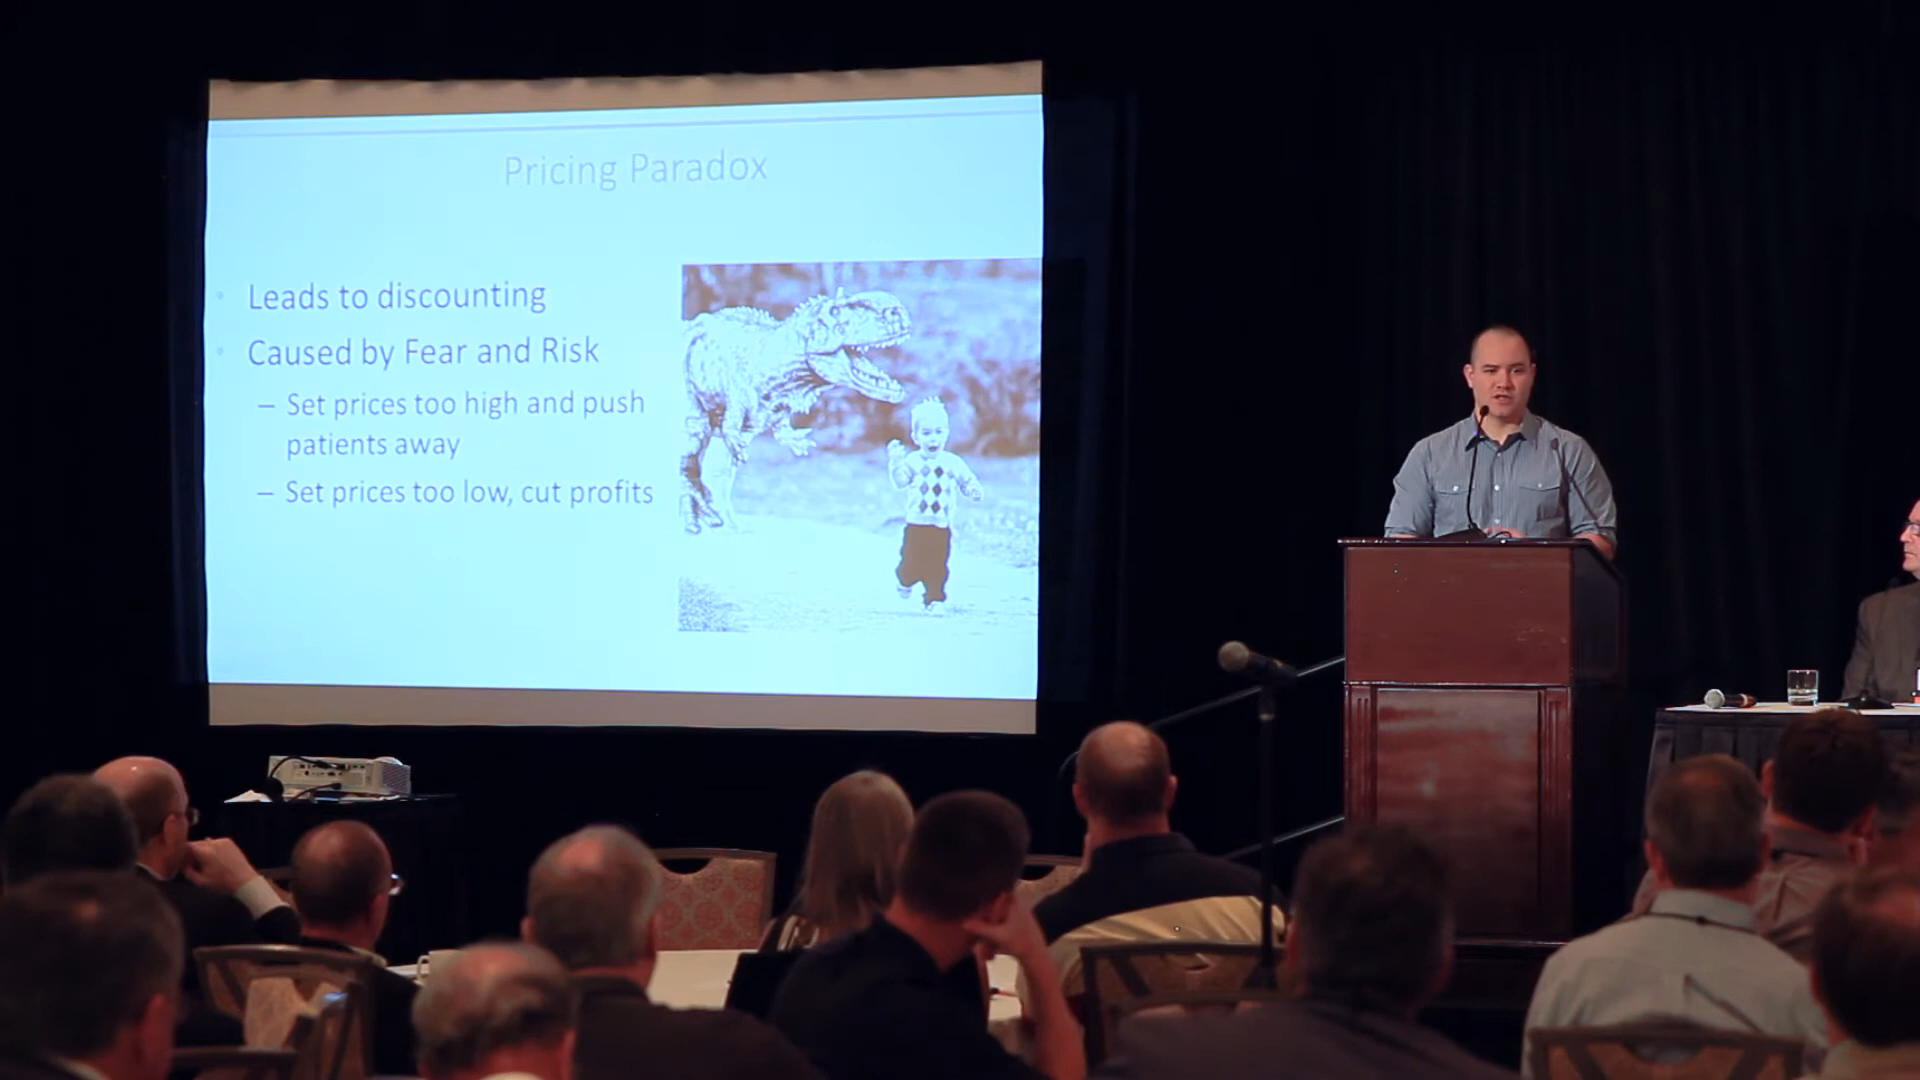 Pricing Paradox
• Leads to discounting
• Caused by Fear and Risk
– Set prices too high and push
patients away
– Set prices too low, cut profits